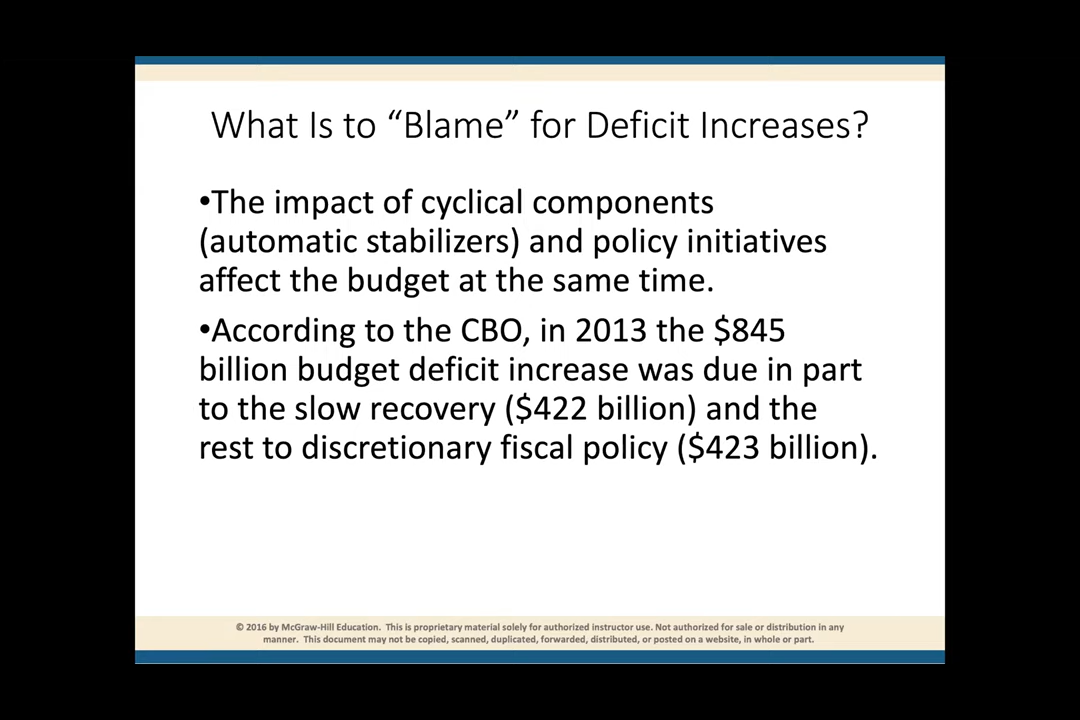 What Is to “Blame” for Deficit Increases?
•The impact of cyclical components
(automatic stabilizers) and policy initiatives
affect the budget at the same time.
•According to the CBO, in 2013 the $845
billion budget deficit increase was due in part
to the slow recovery ($422 billion) and the
rest to discretionary fiscal policy ($423 billion).
© 2016 by McGraw-Hill Education. This is proprietary material solely for authorized instructor use. Not authorized for sale or distribution in any
manner. This document may not be copied, scanned, duplicated, forwarded, distributed, or posted on a website, in whole or part.